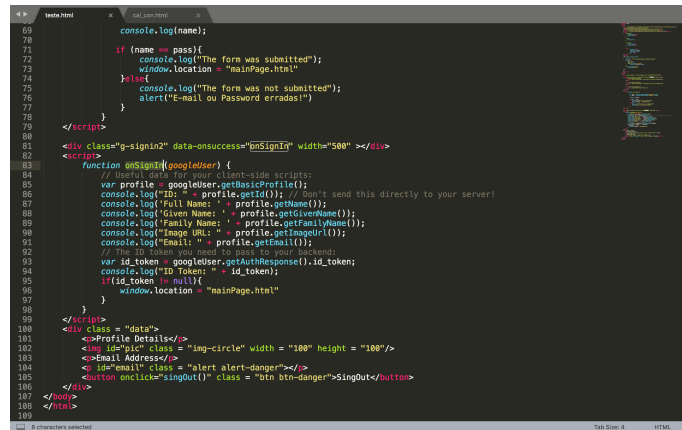 teste.html x cal_con.html x
69 console.log(name);
70
71 if (name == pass){
72 console.log("The form was submitted");
73 window.location = "mainPage.html"
74 }else{
75 console.log("The form was not submitted");
76 alert("E-mail ou Password erradas!")
77 }
78 }
79 </script>
80
81 <div class="g-signin2" data-onsuccess="onSignIn" width="500" ></div>
82 <script>
83 function onSignIn(googleUser) {
84 // Useful data for your client-side scripts:
85 var profile = googleUser.getBasicProfile();
86 console.log("ID: " + profile.getId()); // Don't send this directly to your server!
87 console.log('Full Name: ' + profile.getName());
88 console.log('Given Name: ' + profile.getGivenName());
89 console.log('Family Name: ' + profile.getFamilyName());
90 console.log("Image URL: " + profile.getImageUrl());
91 console.log("Email: " + profile.getEmail());
92 // The ID token you need to pass to your backend:
93 var id_token = googleUser.getAuthResponse().id_token;
94 console.log("ID Token: " + id_token);
95 if(id_token != null){
96 window.location = "mainPage.html"
97 }
98 }
99 </script>
100 <div class = "data">
101 <p>Profile Details</p>
102 <img id="pic" class = "img-circle" width = "100" height = "100"/>
103 <p>Email Address</p>
104 <p id="email" class = "alert alert-danger"></p>
105 <button onclick="singOut()" class = "btn btn-danger">SingOut</button>
106 </div>
107 </body>
108 </html>
109
8 characters selected Tab Size: 4 HTML